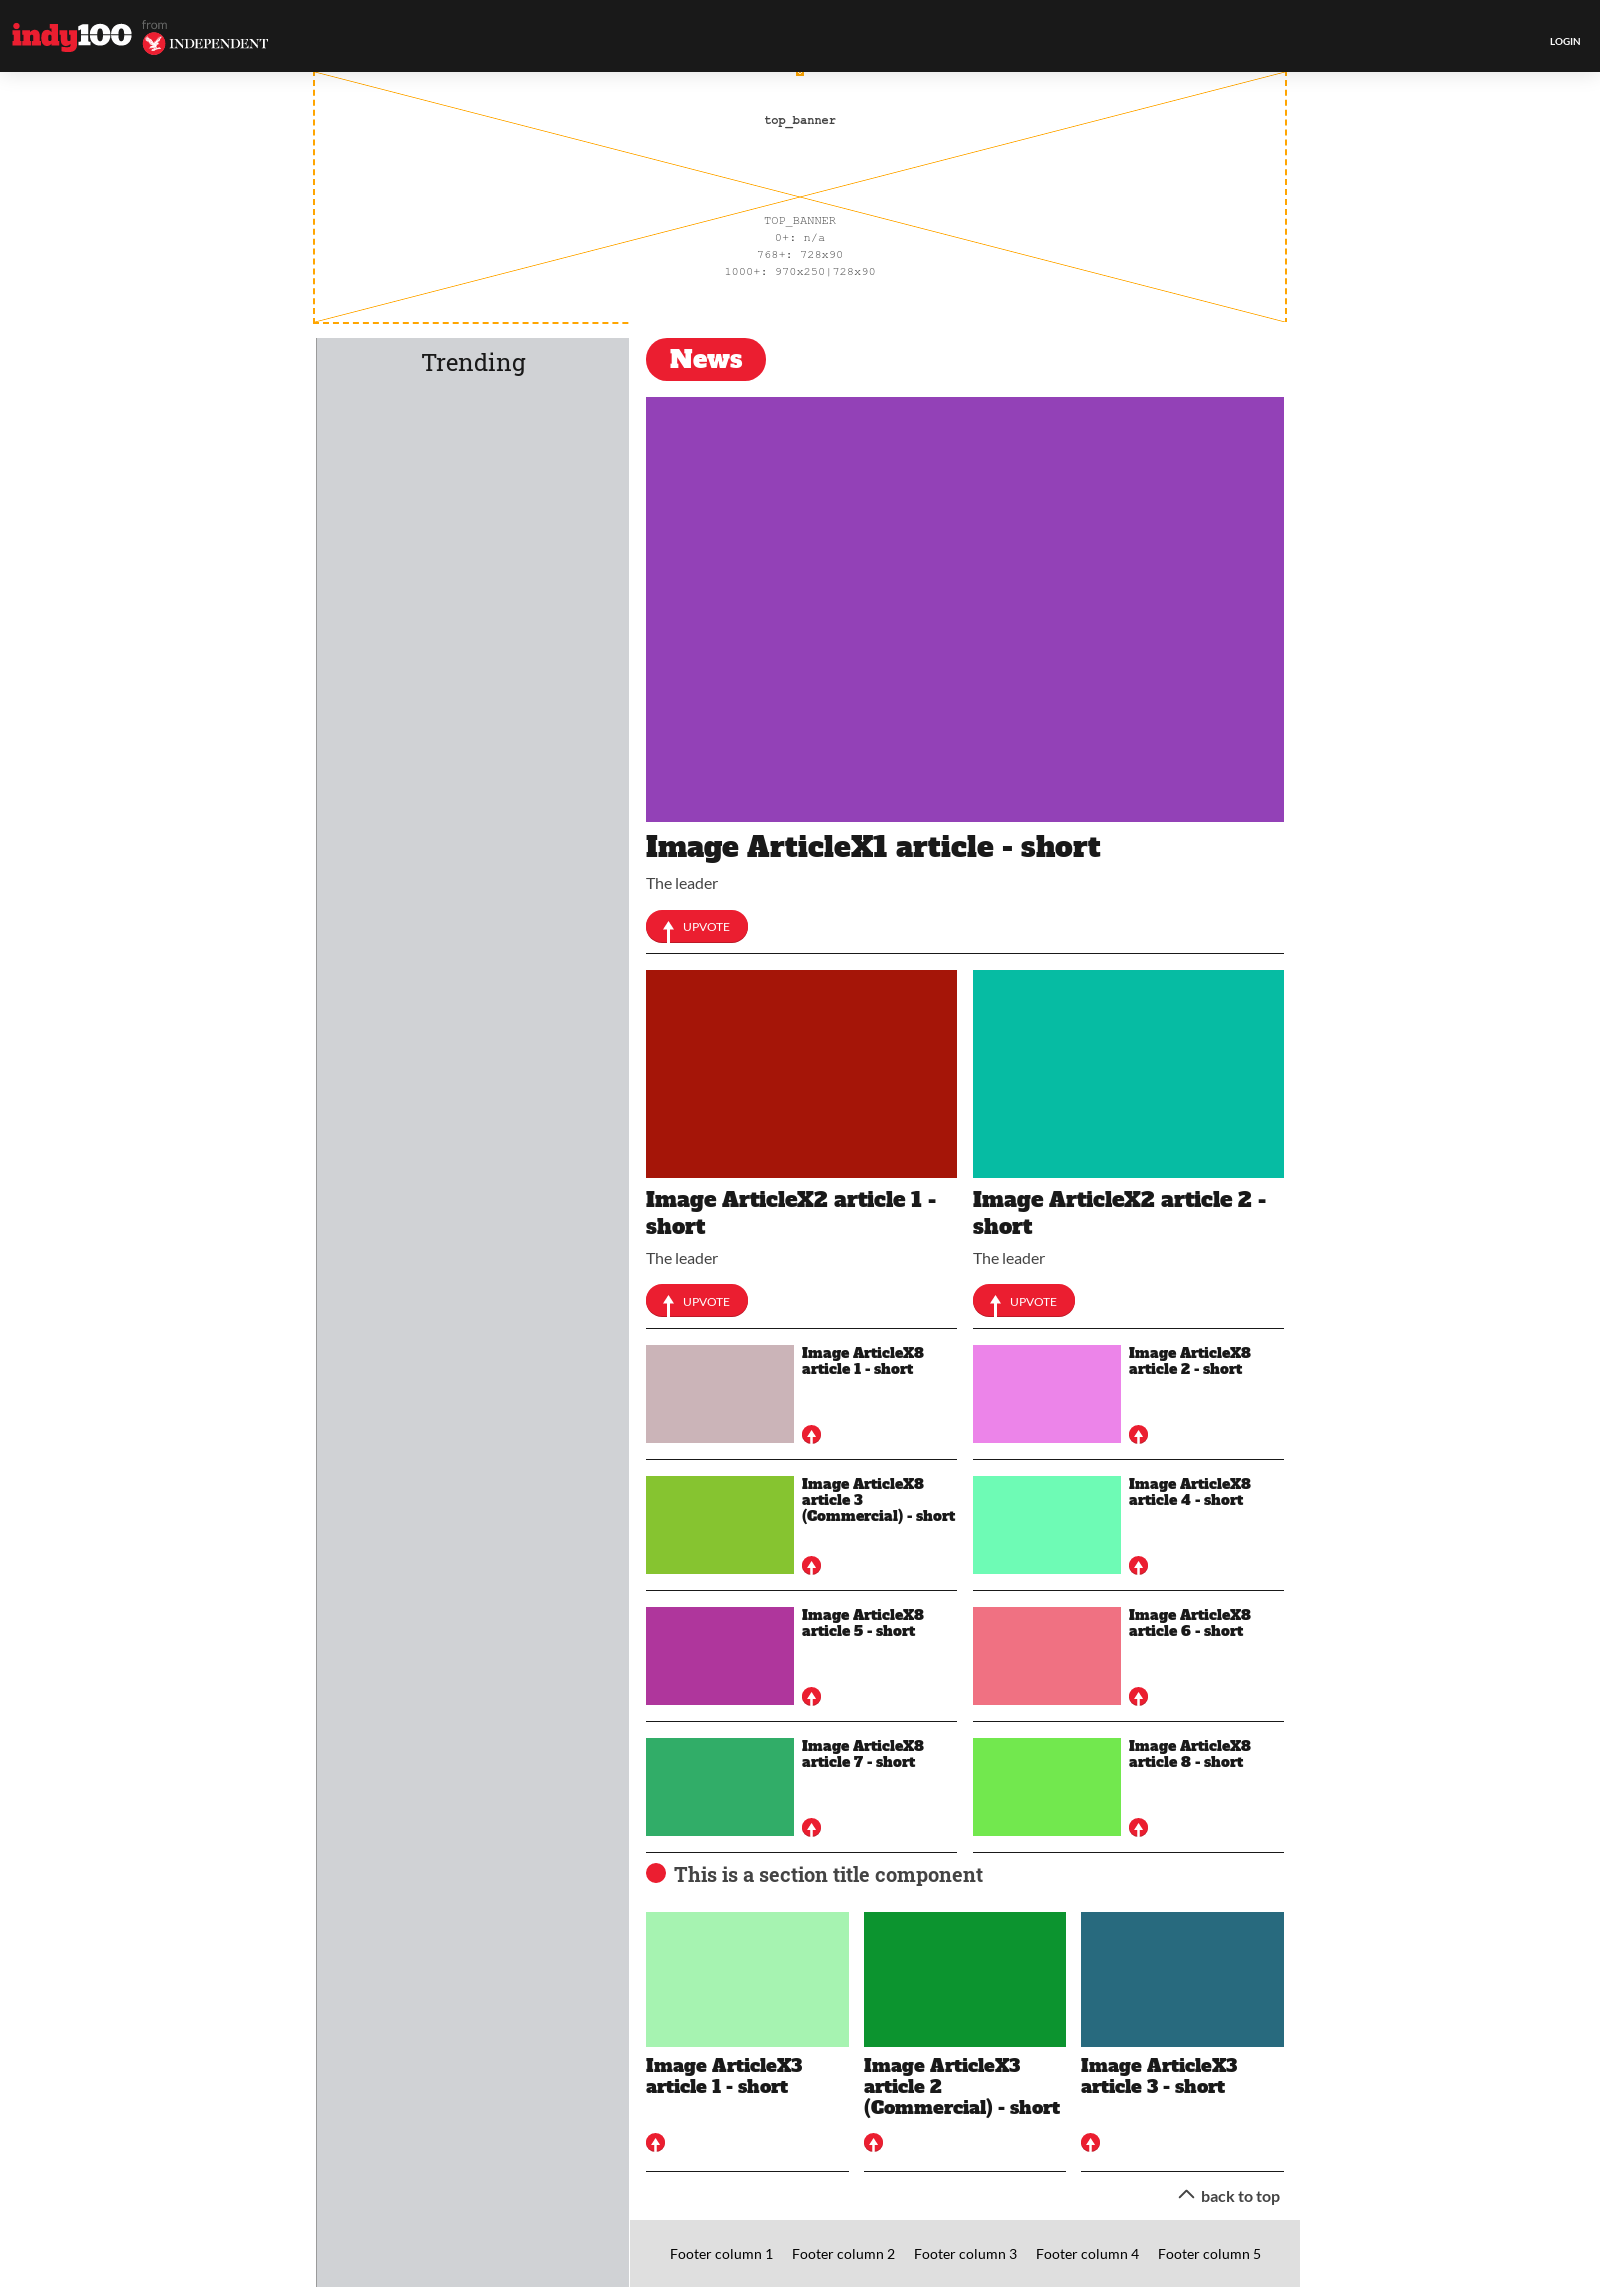 indy100
from
INDEPENDENT
LOGIN
top_banner
TOP_BANNER
0+: n/a
768+: 728x90
1000+: 970x250|728x90
Trending
News
Image ArticleX1 article - short
The leader
UPVOTE
Image ArticleX2 article 1 -
short
The leader
UPVOTE
Image ArticleX2 article 2 -
short
The leader
UPVOTE
Image ArticleX8
article 1 - short
Image ArticleX8
article 2 - short
Image ArticleX8
article 3
(Commercial) - short
Image ArticleX8
article 4 - short
Image ArticleX8
article 5 - short
Image ArticleX8
article 6 - short
Image ArticleX8
article 7 - short
Image ArticleX8
article 8 - short
This is a section title component
Image ArticleX3
article 1 - short
Image ArticleX3
article 2
(Commercial) - short
Image ArticleX3
article 3 - short
back to top
Footer column 1 Footer column 2 Footer column 3 Footer column 4 Footer column 5